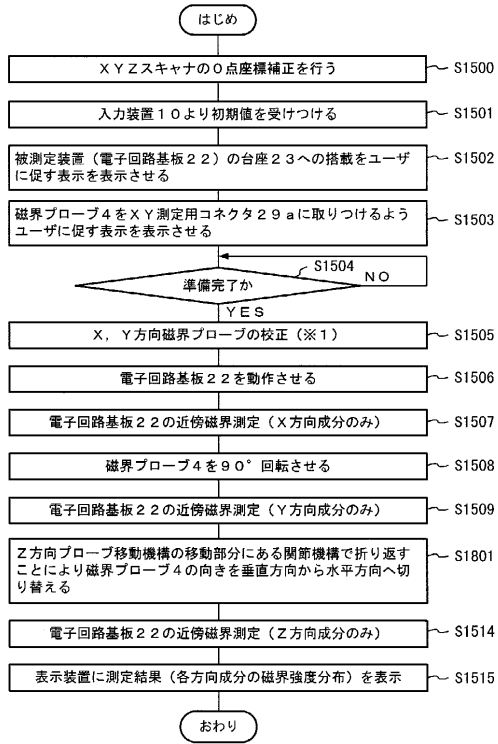 はじめ
XYZスキャナの0点座標補正を行う
S1500
入力装置10より初期値を受けつける
S1501
被測定装置(電子回路基板22)の台座23への搭載をユーザ
に促す表示を表示させる
S1502
磁界プローブ4をXY測定用コネクタ29aに取りつけるよう
ユーザに促す表示を表示させる
S1503
S1504
準備完了か
NO
YES
X,Y方向磁界プローブの校正(※1)
S1505
電子回路基板22を動作させる
S1506
電子回路基板22の近傍磁界測定(X方向成分のみ)
S1507
磁界プローブ4を90°回転させる
S1508
電子回路基板22の近傍磁界測定(Y方向成分のみ)
S1509
Z方向プローブ移動機構の移動部分にある関節機構で折り返す
ことにより磁界プローブ4の向きを垂直方向から水平方向へ切
り替える
S1801
電子回路基板22の近傍磁界測定(Z方向成分のみ)
S1514
表示装置に測定結果(各方向成分の磁界強度分布)を表示
S1515
おわり